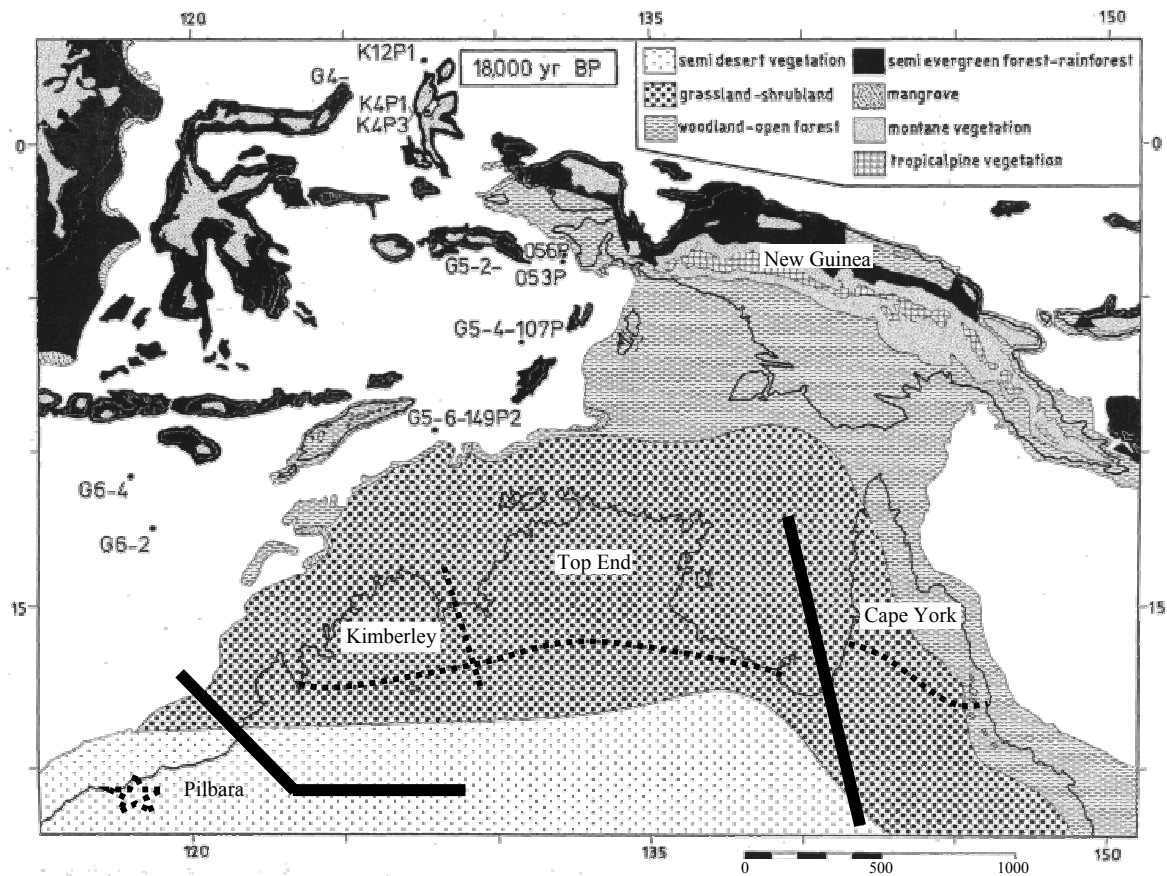 120
135
150
K12P1
18,000 yr BP
G4-
K4P1
K4P3
semi desert vegetation
semi evergreen forest-rainforest
grassland-shrubland
mangrove
woodland-open forest
montane vegetation
tropicalpine vegetation
0
0
New Guinea
056P
G5-2-
053P
G5-4-107P
G5-6-149P2
G6-4
G6-2
Top End
15
15
Cape York
Kimberley
Pilbara
120
135
150
0
500
1000